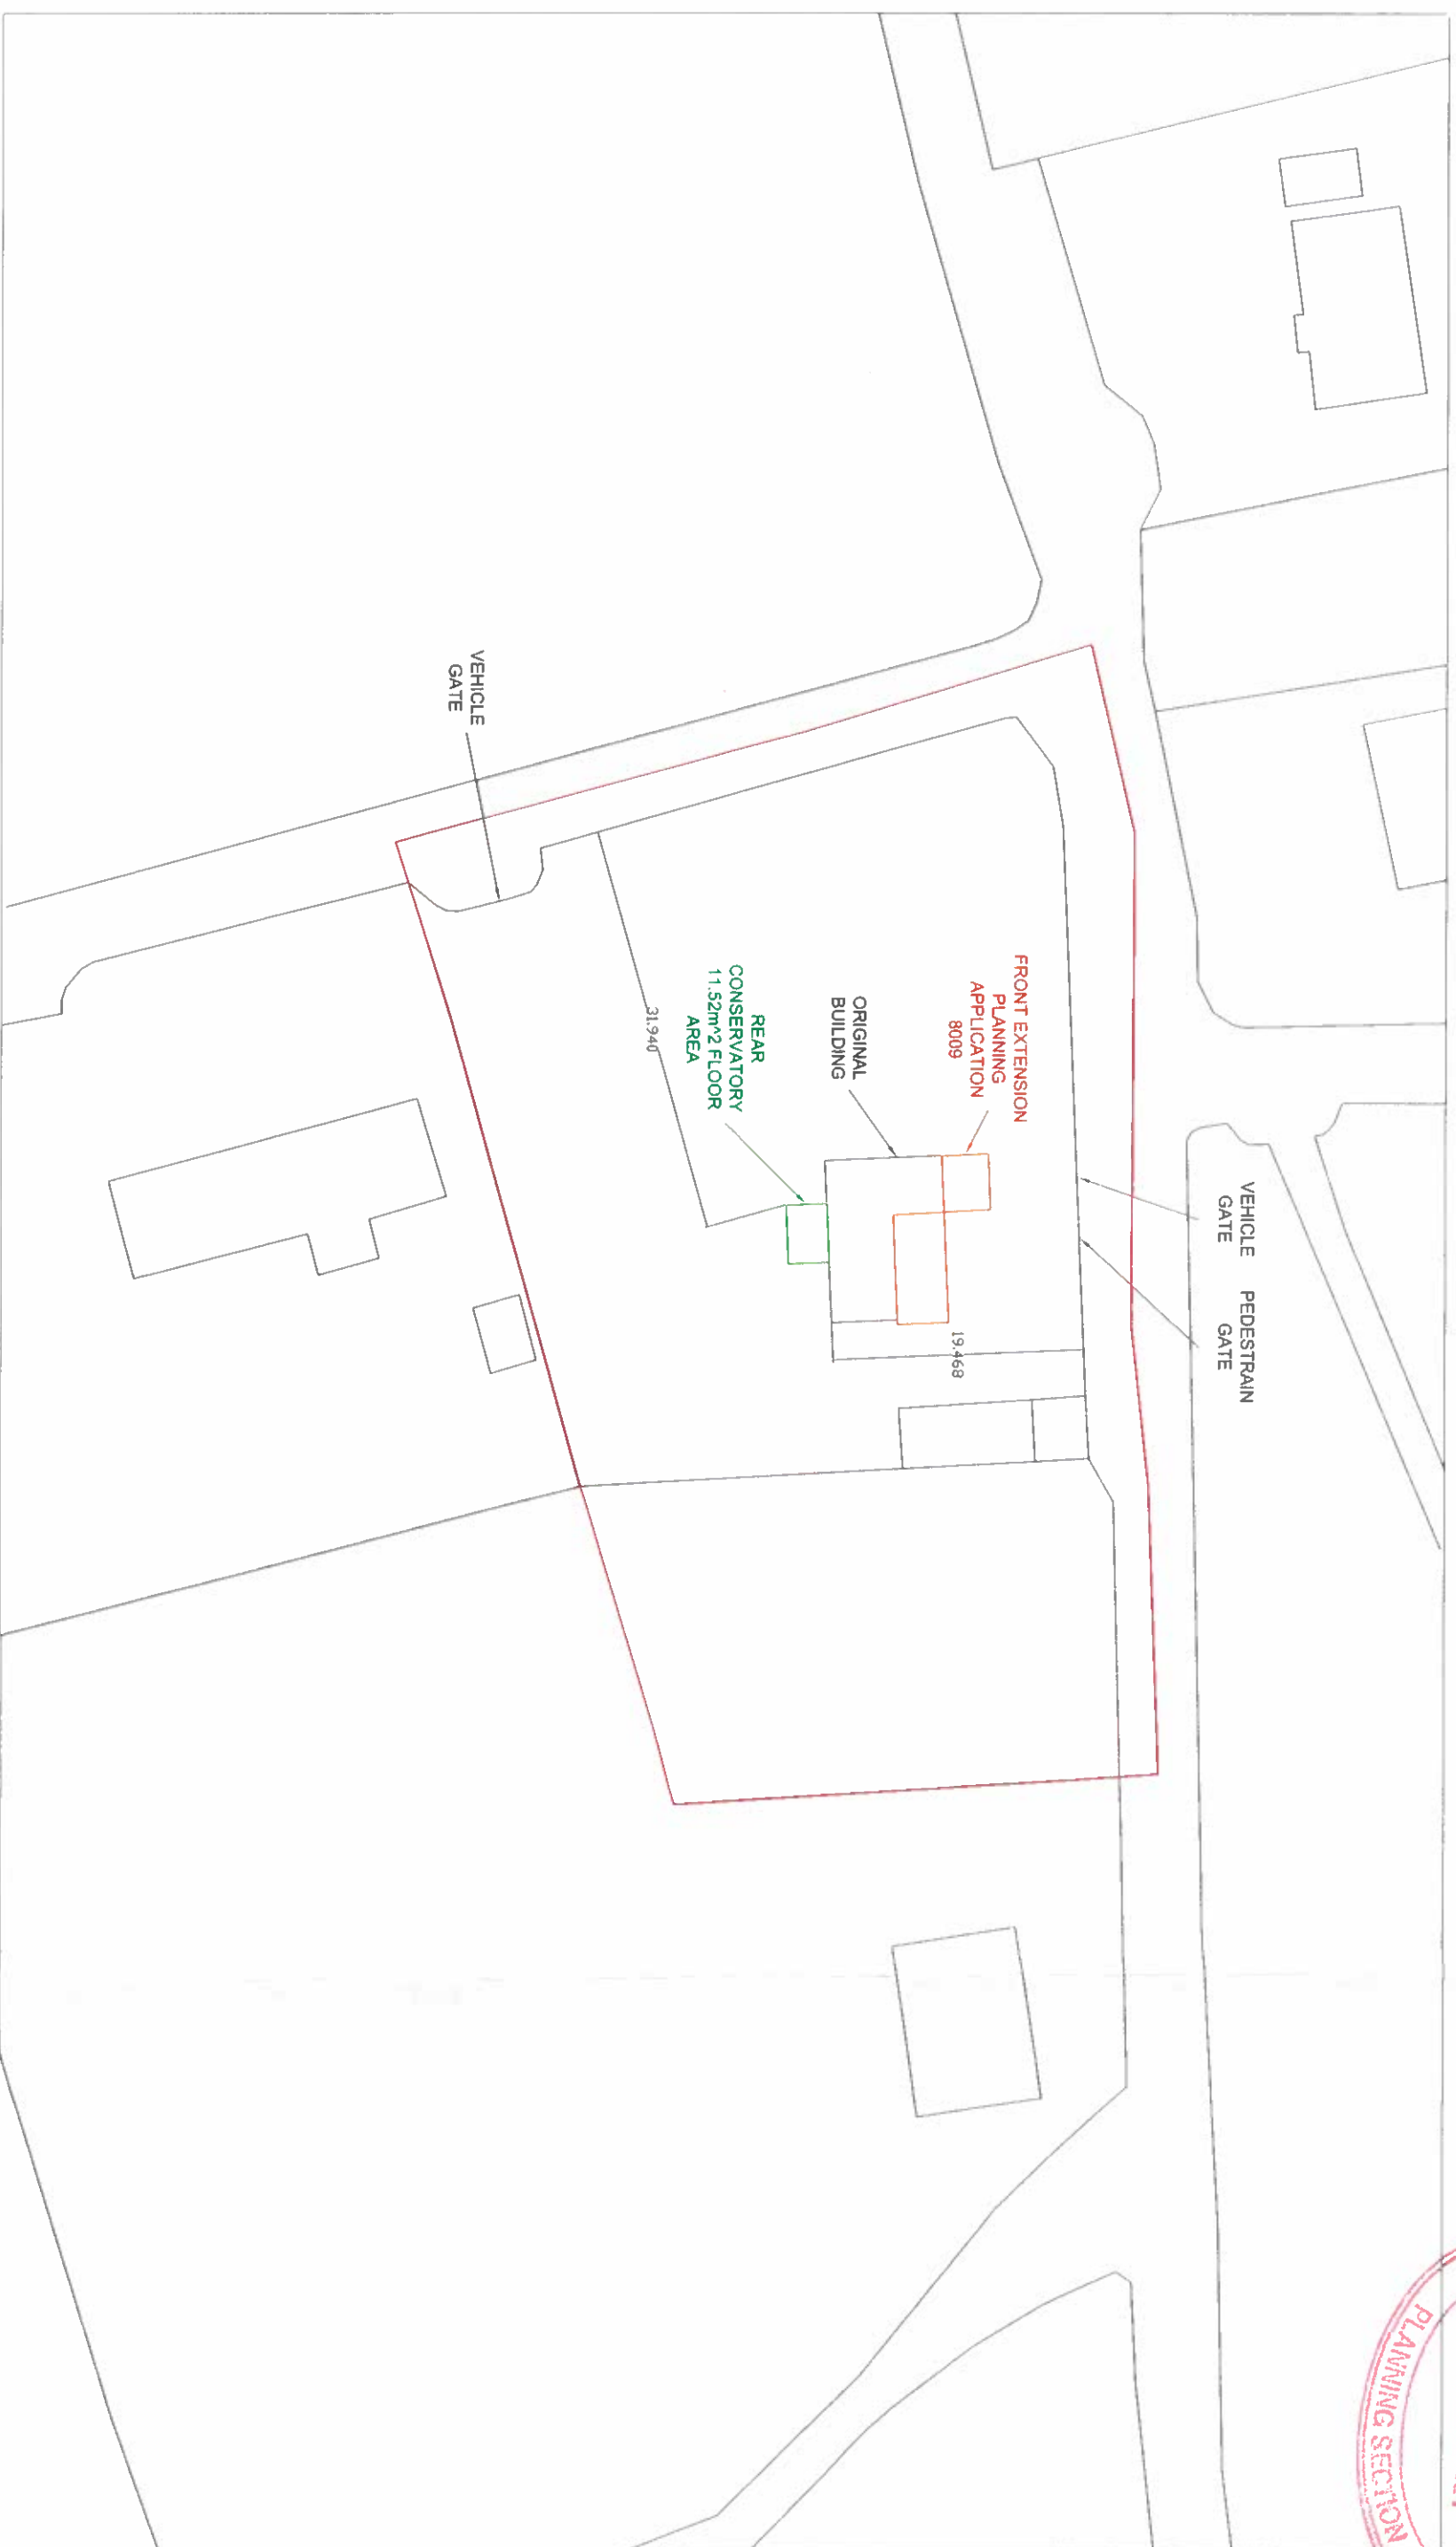 VEHICLE
GATE
PEDESTRAIN
GATE
FRONT EXTENSION
PLANNING
APPLICATION
8009
ORIGINAL
BUILDING
REAR
CONSERVATORY
11.52m^2 FLOOR
AREA
19.468
31.940
VEHICLE
GATE
PLANNING SECTION